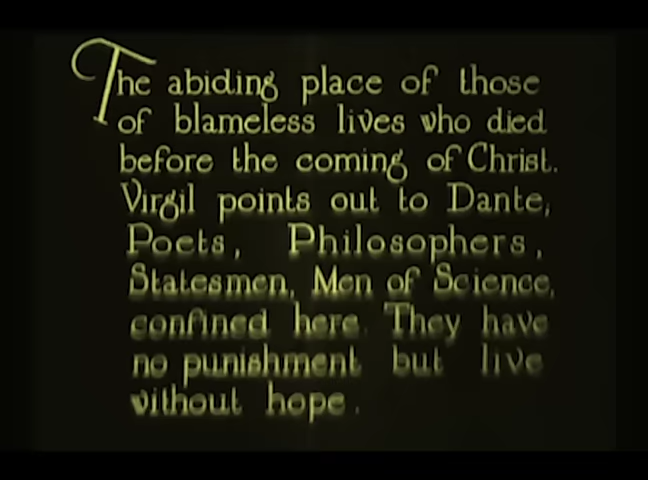 The abiding place of those
of blameless lives who died
before the coming of Christ.
Virgil points out to Dante,
Poets, Philosophers,
Statesmen, Men of Science,
confined here. They have
no punishment but live
without hope.